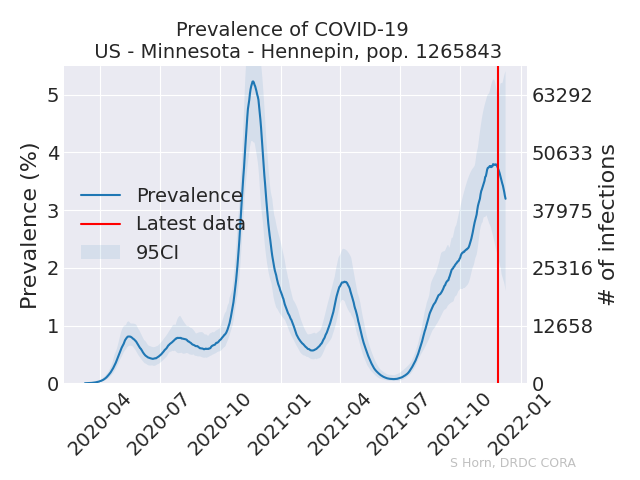 Prevalence of COVID-19
US - Minnesota - Hennepin, pop. 1265843
Prevalence (%)
5
4
3
2
1
0
63292
50633
37975
25316
12658
0
# of infections
Prevalence
Latest data
95CI
2020-04
2020-07
2020-10
2021-01
2021-04
2021-07
2021-10
2022-01
S Horn, DRDC CORA